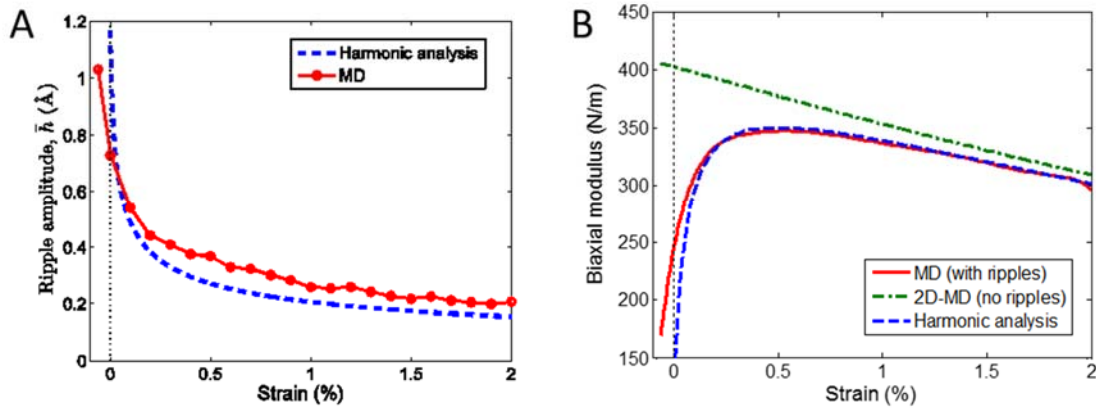 A
Ripple amplitude, h̄ (Å)
1.2
1
0.8
0.6
0.4
0.2
0
Harmonic analysis
MD
0 0.5 1 1.5 2
Strain (%)
B
Biaxial modulus (N/m)
450
400
350
300
250
200
150
MD (with ripples)
2D-MD (no ripples)
Harmonic analysis
0 0.5 1 1.5 2
Strain (%)